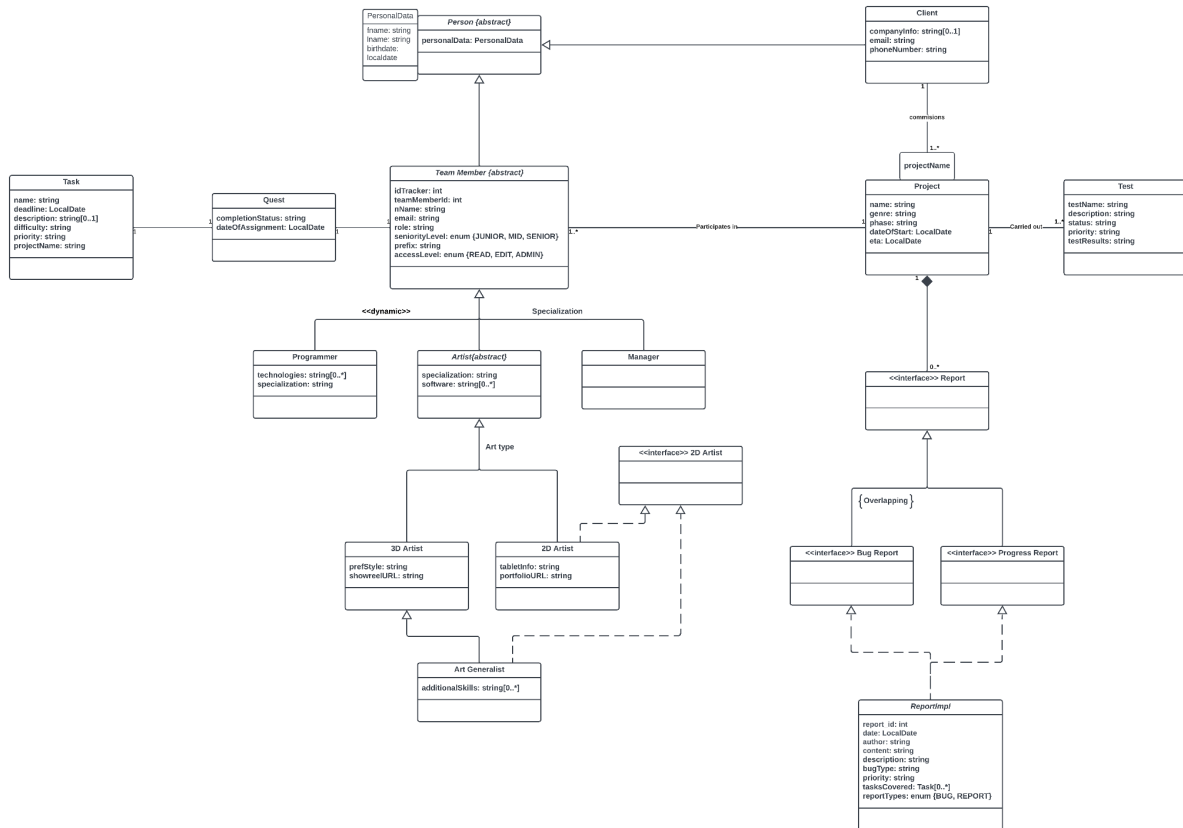 PersonalData
fname: string
lname: string
birthdate:
localdate
Person {abstract}
personalData: PersonalData
Client
companyInfo: string[0..1]
email: string
phoneNumber: string
1
commisions
1..*
projectName
Task
name: string
deadline: LocalDate
description: string[0..1]
difficulty: string
priority: string
projectName: string
1
1
Quest
completionStatus: string
dateOfAssignment: LocalDate
1
1
Team Member {abstract}
idTracker: int
teamMemberId: int
nName: string
email: string
role: string
seniorityLevel: enum {JUNIOR, MID, SENIOR}
prefix: string
accessLevel: enum {READ, EDIT, ADMIN}
1..*
Participates in
1
Project
name: string
genre: string
phase: string
dateOfStart: LocalDate
eta: LocalDate
1
Carried out
1..*
Test
testName: string
description: string
status: string
priority: string
testResults: string
1
0..*
<<dynamic>>
Specialization
Programmer
technologies: string[0..*]
specialization: string
Artist{abstract}
specialization: string
software: string[0..*]
Manager
<<interface>> Report
Art type
<<interface>> 2D Artist
{Overlapping}
3D Artist
prefStyle: string
showreelURL: string
2D Artist
tabletInfo: string
portfolioURL: string
<<interface>> Bug Report
<<interface>> Progress Report
Art Generalist
additionalSkills: string[0..*]
ReportImpl
report_id: int
date: LocalDate
author: string
content: string
description: string
bugType: string
priority: string
tasksCovered: Task[0..*]
reportTypes: enum {BUG, REPORT}